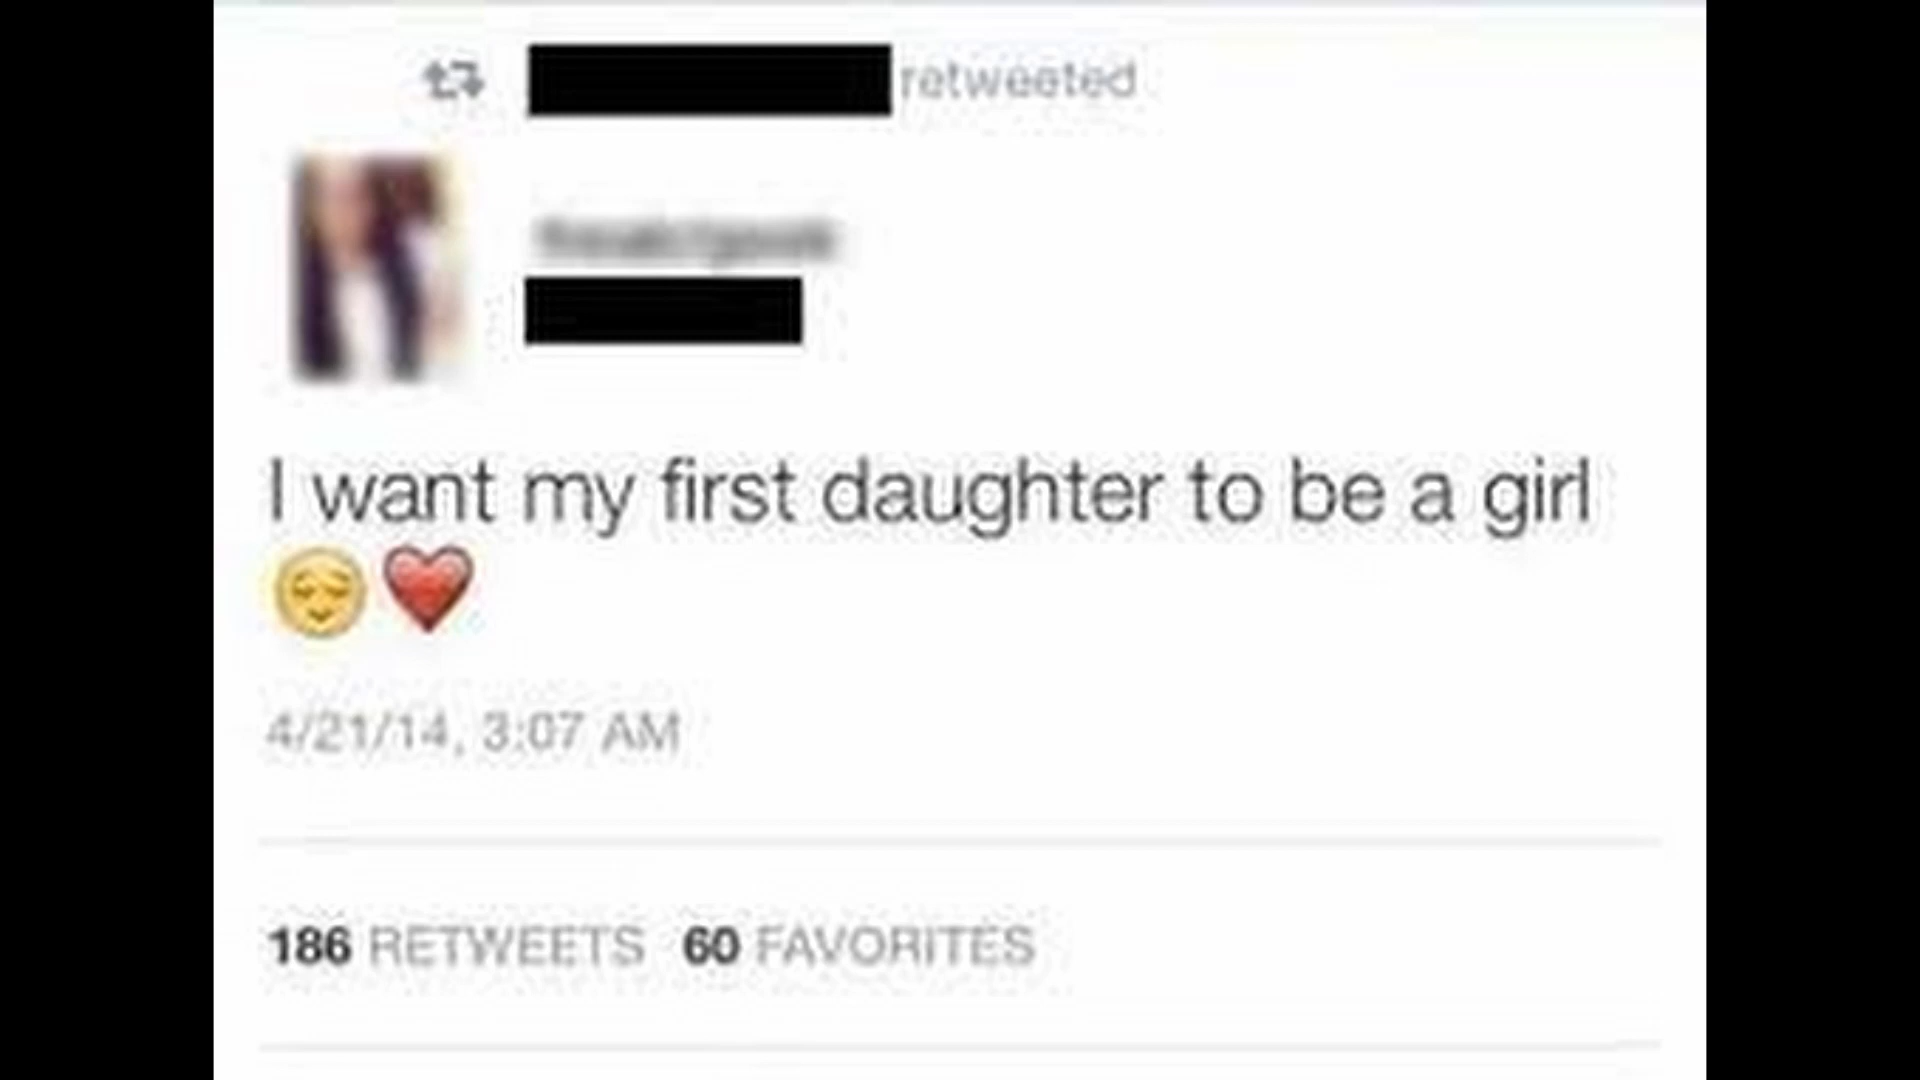 retweeted
I want my first daughter to be a girl
😌❤️
4/21/14, 3:07 AM
186 RETWEETS 60 FAVORITES